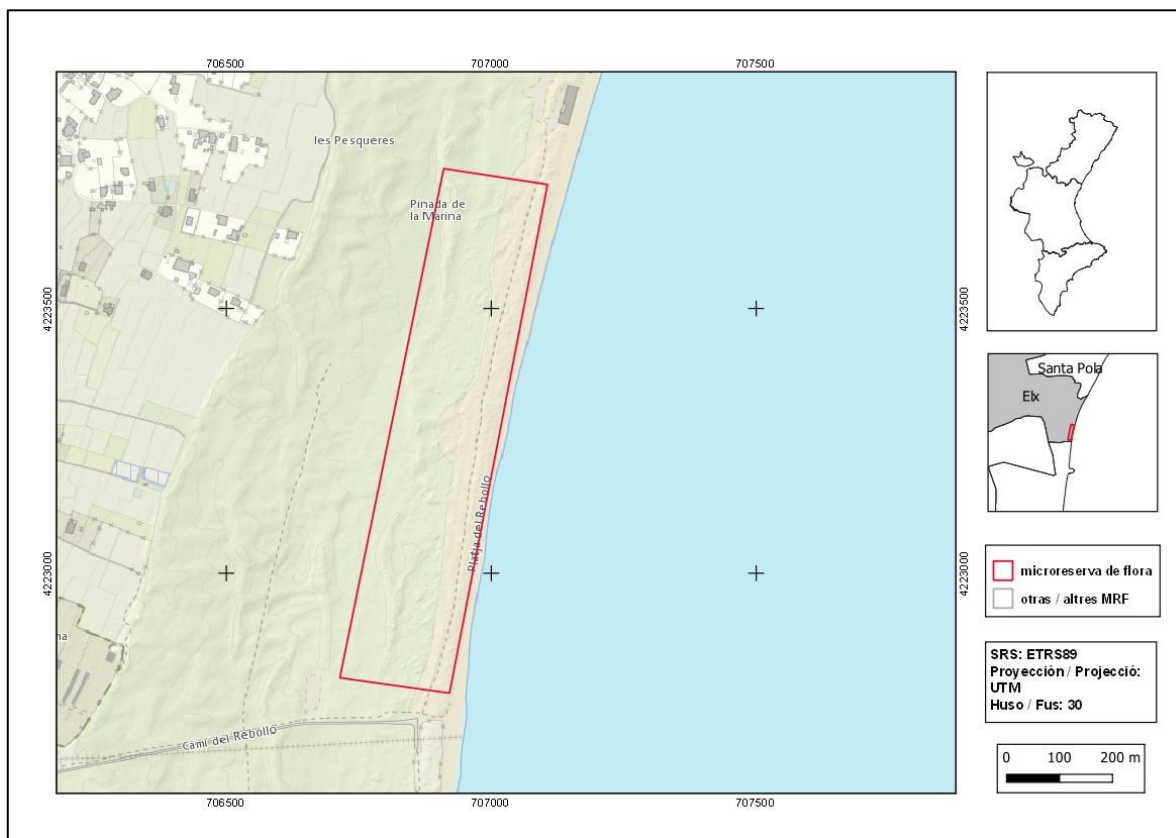 706500
707000
707500
les Pesqueres
Pinada de
la Marina
4223500
4223500
Platja del Rebollo
4223000
4223000
na
Camí del Rebollo
706500
707000
707500
Santa Pola
Elx
microreserva de flora
otras / altres MRF
SRS: ETRS89
Proyección / Projecció:
UTM
Huso / Fus: 30
0 100 200 m